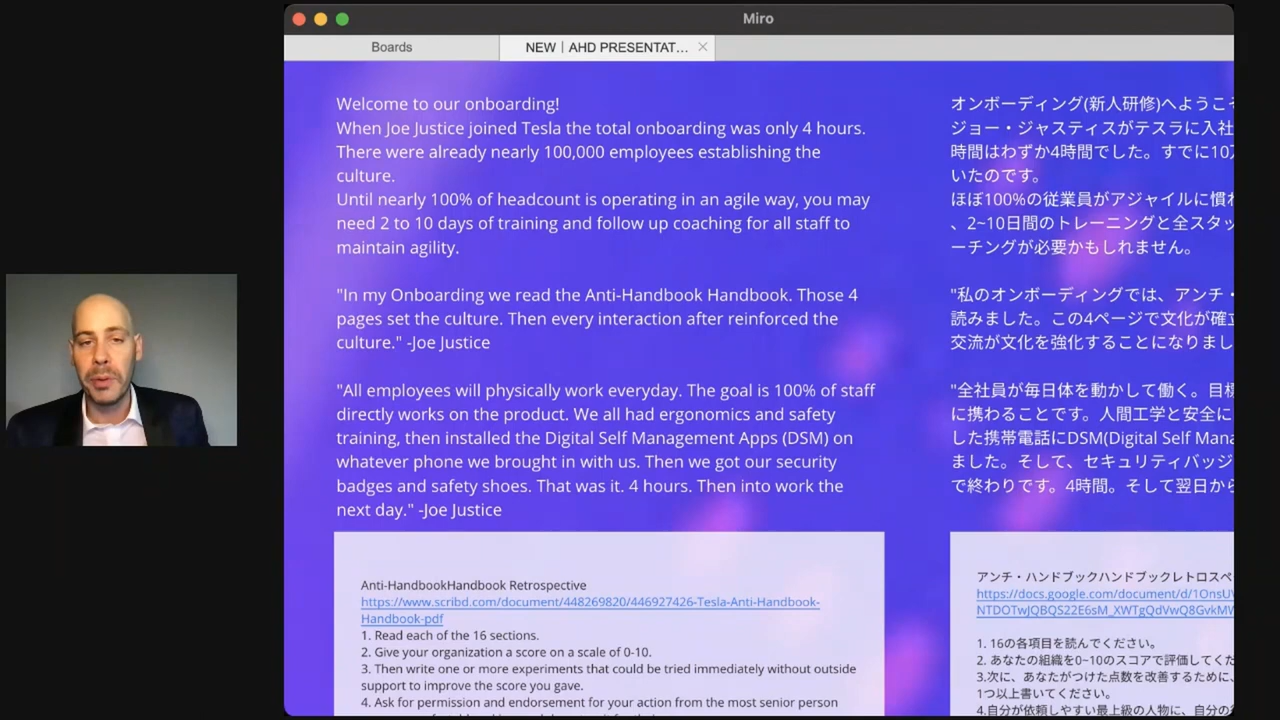 Miro
Boards
NEW | AHD PRESENTAT...
Welcome to our onboarding!
When Joe Justice joined Tesla the total onboarding was only 4 hours.
There were already nearly 100,000 employees establishing the
culture.
Until nearly 100% of headcount is operating in an agile way, you may
need 2 to 10 days of training and follow up coaching for all staff to
maintain agility.
"In my Onboarding we read the Anti-Handbook Handbook. Those 4
pages set the culture. Then every interaction after reinforced the
culture." -Joe Justice
"All employees will physically work everyday. The goal is 100% of staff
directly works on the product. We all had ergonomics and safety
training, then installed the Digital Self Management Apps (DSM) on
whatever phone we brought in with us. Then we got our security
badges and safety shoes. That was it. 4 hours. Then into work the
next day." -Joe Justice
Anti-HandbookHandbook Retrospective
https://www.scribd.com/document/448269820/446927426-Tesla-Anti-Handbook-
Handbook-pdf
1. Read each of the 16 sections.
2. Give your organization a score on a scale of 0-10.
3. Then write one or more experiments that could be tried immediately without outside
support to improve the score you gave.
4. Ask for permission and endorsement for your action from the most senior person
オンボーディング(新人研修)へようこそ
ジョー・ジャスティスがテスラに入社
時間はわずか4時間でした。すでに10万
いたのです。
ほぼ100%の従業員がアジャイルに慣れ
、2~10日間のトレーニングと全スタッ
ーチングが必要かもしれません。
"私のオンボーディングでは、アンチ・
読みました。この4ページで文化が確立
交流が文化を強化することになりまし
"全社員が毎日体を動かして働く。目標
に携わることです。人間工学と安全に
した携帯電話にDSM(Digital Self Mana
ました。そして、セキュリティバッジ
で終わりです。4時間。そして翌日から
アンチ・ハンドブックハンドブックレトロスペ
https://docs.google.com/document/d/1OnsUV
NTDOTwJQBQS22E6sM_XWTgQdVwQ8GvkMW
1. 16の各項目を読んでください。
2. あなたの組織を0~10のスコアで評価してくだ
3.次に、あなたがつけた点数を改善するために、
1つ以上書いてください。
4.自分が依頼しやすい最上級の人物に、自分の